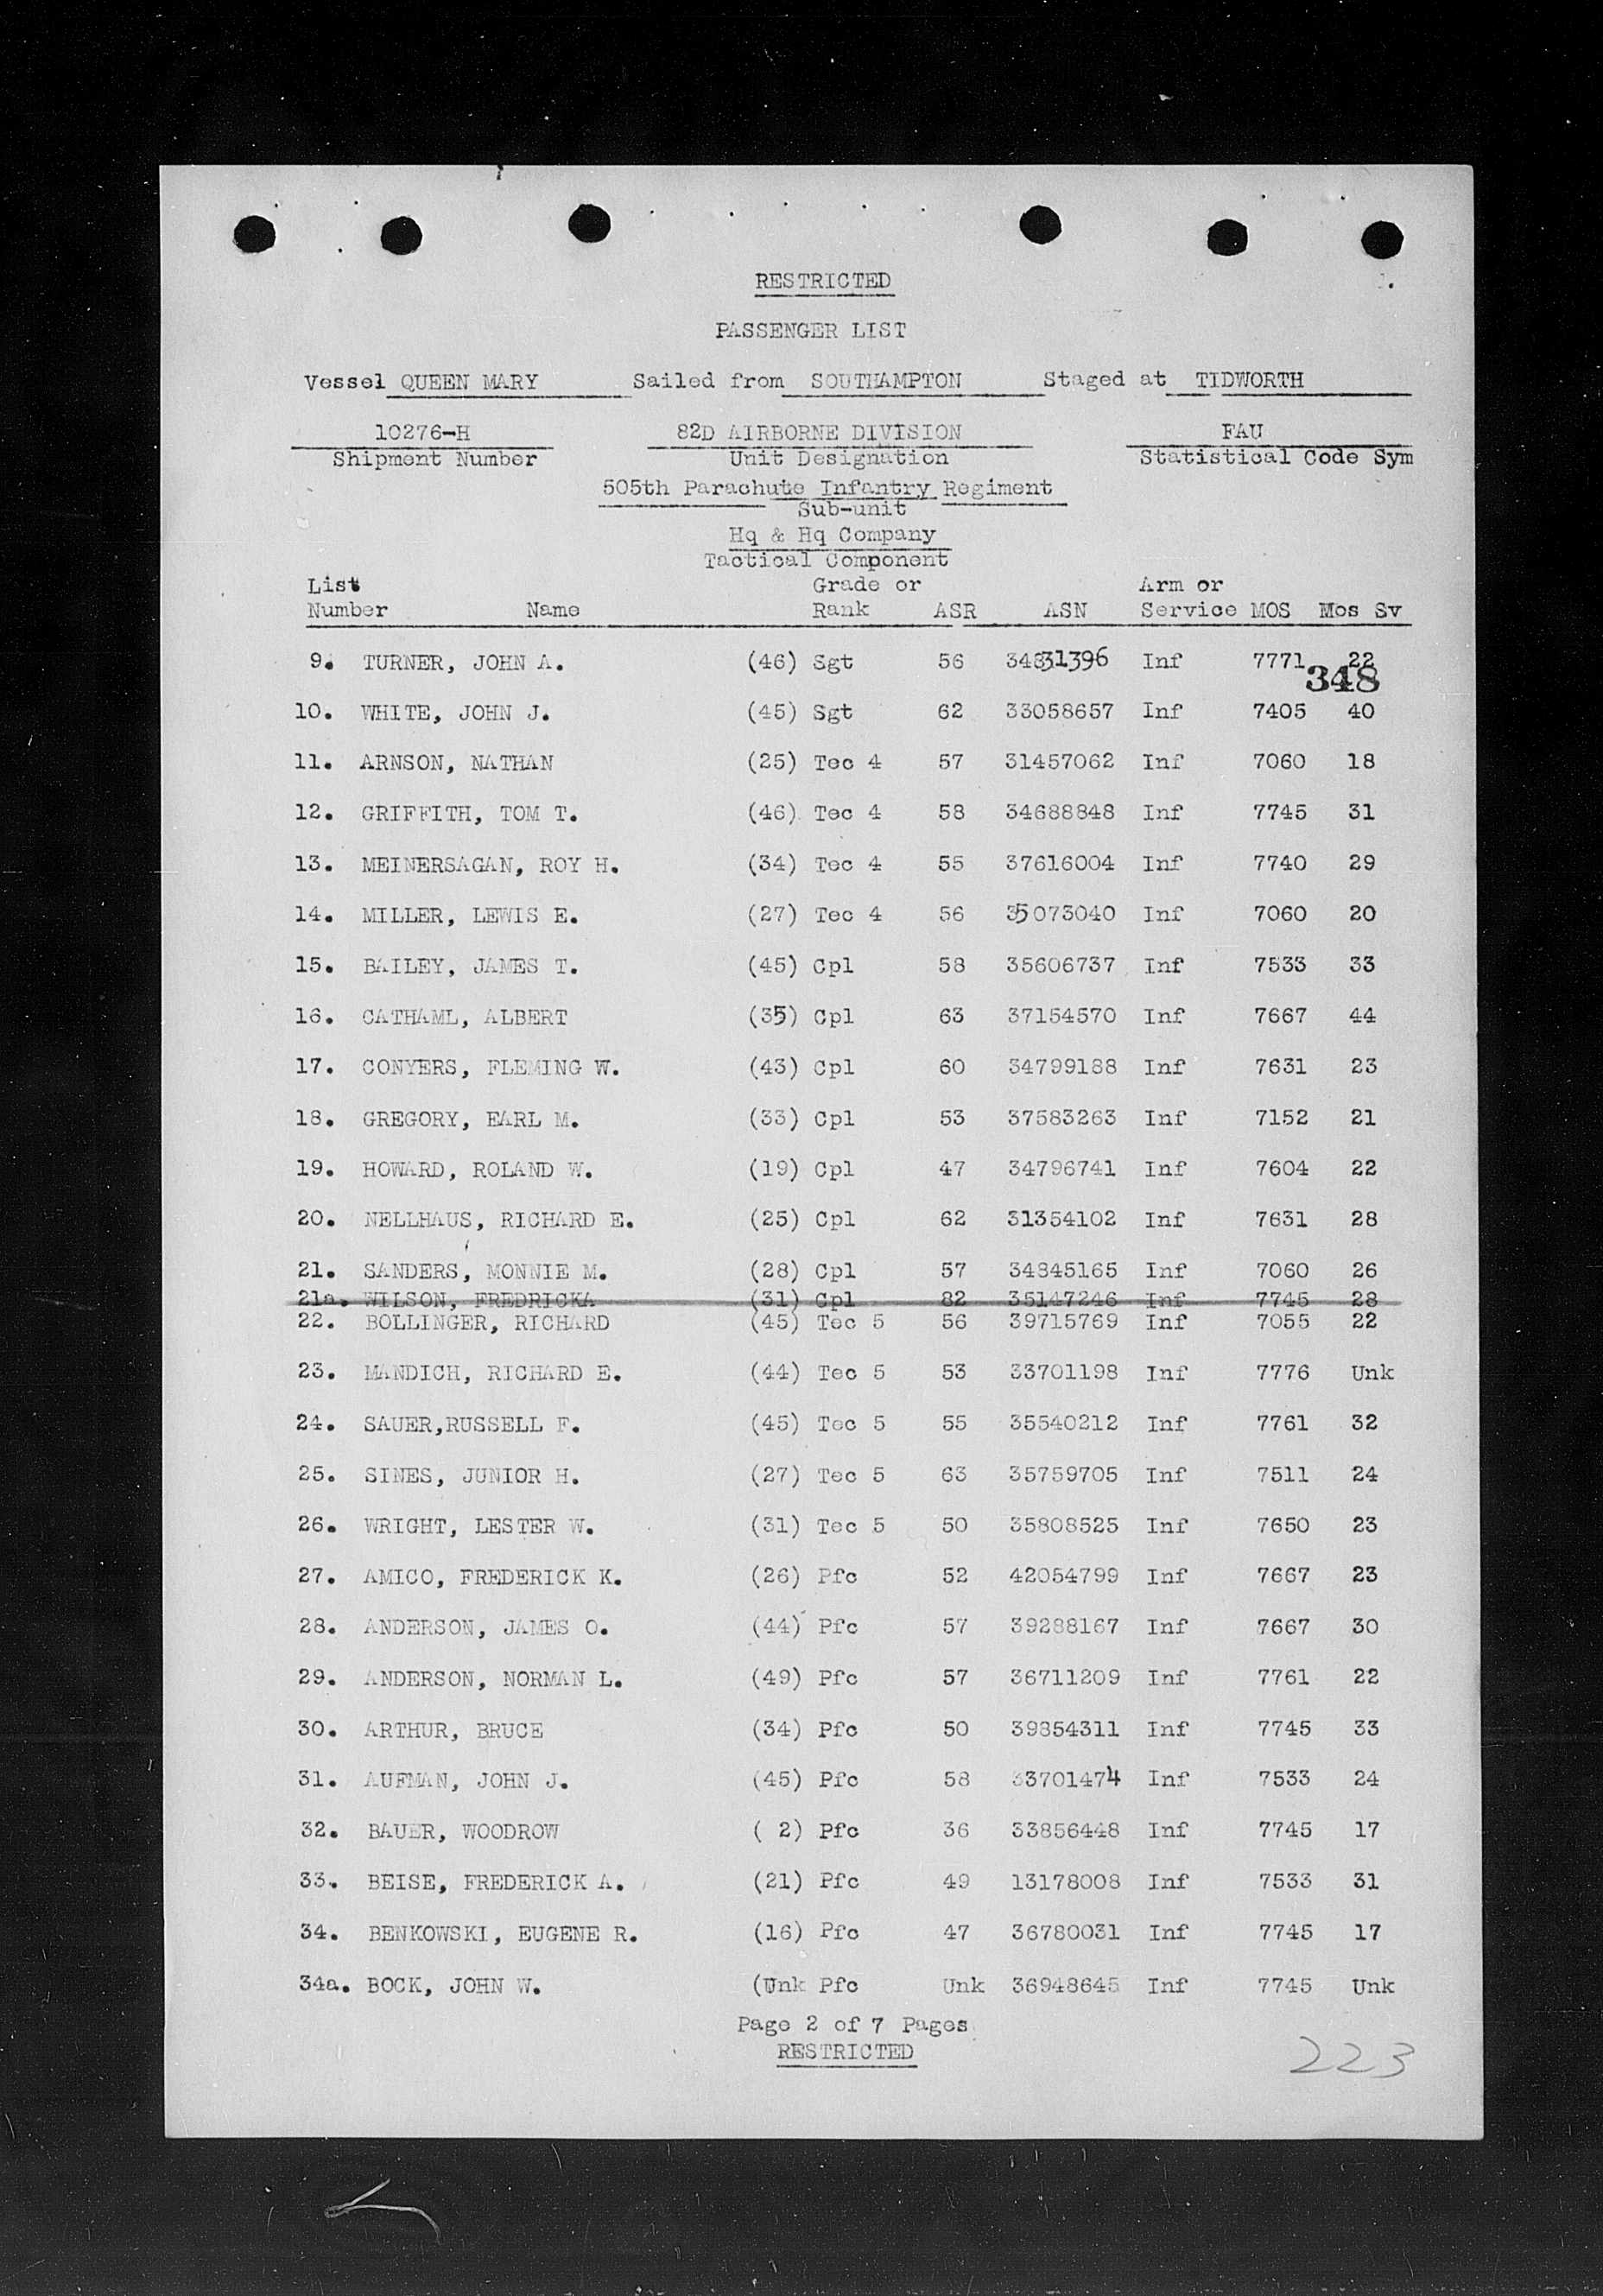 RESTRICTED
PASSENGER LIST
Vessel QUEEN MARY Sailed from SOUTHAMPTON Staged at TIDWORTH
10276-H 82D AIRBORNE DIVISION FAU
Shipment Number Unit Designation Statistical Code Sym
505th Parachute Infantry Regiment
Sub-unit
Hq & Hq Company
Tactical Component
List Grade or Arm or
Number Name Rank ASR ASN Service MOS Mos Sv
9. TURNER, JOHN A. (46) Sgt 56 34831396 Inf 7771 22
348
10. WHITE, JOHN J. (45) Sgt 62 33058657 Inf 7405 40
11. ARNSON, NATHAN (25) Tec 4 57 31457062 Inf 7060 18
12. GRIFFITH, TOM T. (46) Tec 4 58 34688848 Inf 7745 31
13. MEINERSAGAN, ROY H. (34) Tec 4 55 37616004 Inf 7740 29
14. MILLER, LEWIS E. (27) Tec 4 56 35073040 Inf 7060 20
15. BAILEY, JAMES T. (45) Cpl 58 35606737 Inf 7533 33
16. CATHAML, ALBERT (35) Cpl 63 37154570 Inf 7667 44
17. CONYERS, FLEMING W. (43) Cpl 60 34799188 Inf 7631 23
18. GREGORY, EARL M. (33) Cpl 53 37583263 Inf 7152 21
19. HOWARD, ROLAND W. (19) Cpl 47 34796741 Inf 7604 22
20. NELLHAUS, RICHARD E. (25) Cpl 62 31354102 Inf 7631 28
21. SANDERS, MONNIE M. (28) Cpl 57 34845165 Inf 7060 26
21a. WILSON, FREDRICKA (31) Cpl 82 35147246 Inf 7745 28
22. BOLLINGER, RICHARD (45) Tec 5 56 39715769 Inf 7055 22
23. MANDICH, RICHARD E. (44) Tec 5 53 33701198 Inf 7776 Unk
24. SAUER,RUSSELL F. (45) Tec 5 55 35540212 Inf 7761 32
25. SINES, JUNIOR H. (27) Tec 5 63 35759705 Inf 7511 24
26. WRIGHT, LESTER W. (31) Tec 5 50 35808525 Inf 7650 23
27. AMICO, FREDERICK K. (26) Pfc 52 42054799 Inf 7667 23
28. ANDERSON, JAMES O. (44) Pfc 57 39288167 Inf 7667 30
29. ANDERSON, NORMAN L. (49) Pfc 57 36711209 Inf 7761 22
30. ARTHUR, BRUCE (34) Pfc 50 39854311 Inf 7745 33
31. AUFMAN, JOHN J. (45) Pfc 58 33701474 Inf 7533 24
32. BAUER, WOODROW ( 2) Pfc 36 33856448 Inf 7745 17
33. BEISE, FREDERICK A. (21) Pfc 49 13178008 Inf 7533 31
34. BENKOWSKI, EUGENE R. (16) Pfc 47 36780031 Inf 7745 17
34a. BOCK, JOHN W. (Unk Pfc Unk 36948645 Inf 7745 Unk
Page 2 of 7 Pages
RESTRICTED
223